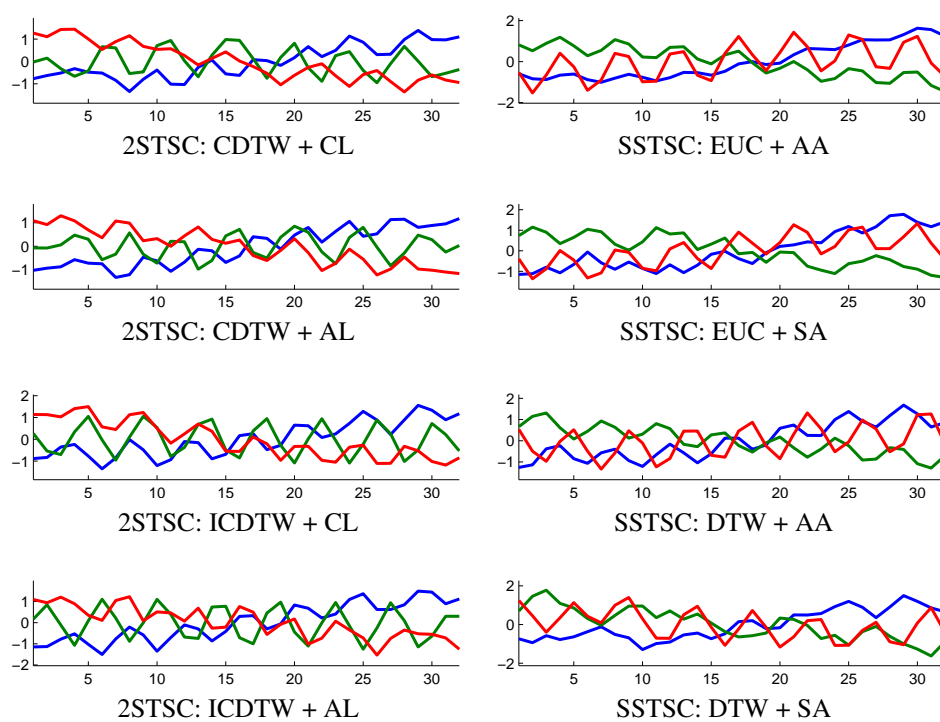 1
0
−1
5 10 15 20 25 30
2STSC: CDTW + CL
2
0
−2
5 10 15 20 25 30
SSTSC: EUC + AA
1
0
−1
5 10 15 20 25 30
2STSC: CDTW + AL
2
1
0
−1
5 10 15 20 25 30
SSTSC: EUC + SA
2
1
0
−1
5 10 15 20 25 30
2STSC: ICDTW + CL
2
1
0
−1
5 10 15 20 25 30
SSTSC: DTW + AA
1
0
−1
−2
5 10 15 20 25 30
2STSC: ICDTW + AL
2
0
−2
5 10 15 20 25 30
SSTSC: DTW + SA